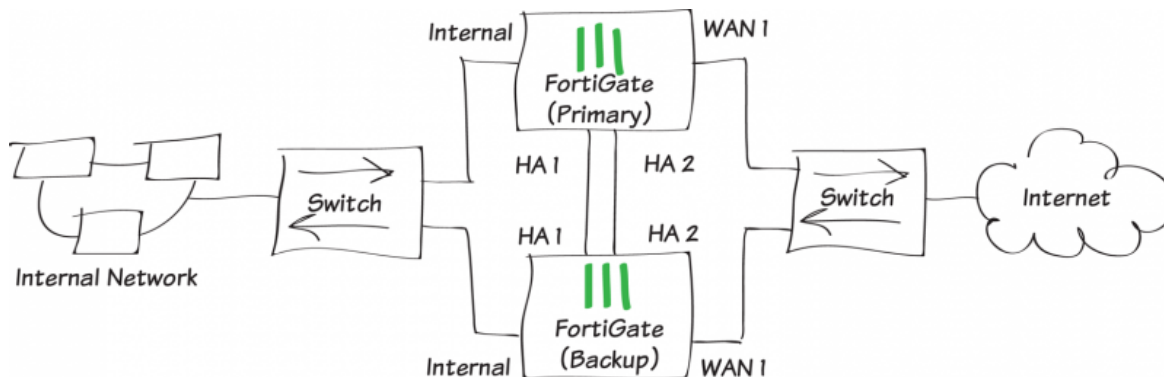 Internal
WAN 1
FortiGate
(Primary)
HA 1
HA 2
Switch
Switch
Internet
HA 1
HA 2
Internal Network
FortiGate
(Backup)
Internal
WAN 1